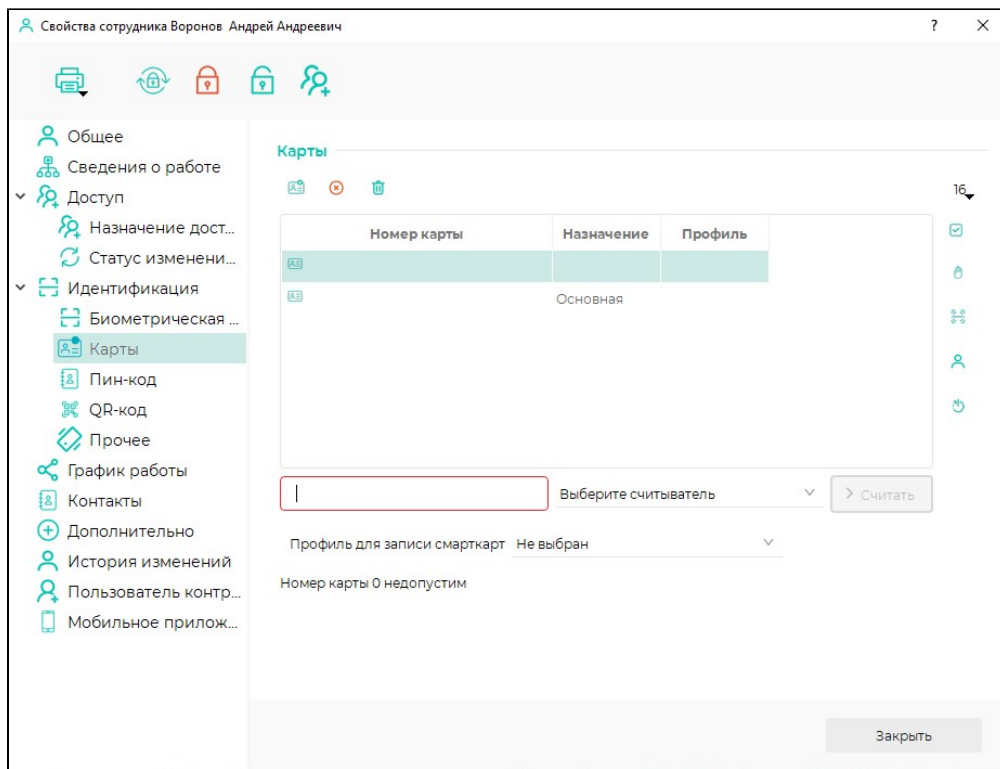 Свойства сотрудника Воронов Андрей Андреевич
?
Общее
Сведения о работе
Доступ
Назначение дост...
Статус изменени...
Идентификация
Биометрическая ...
Карты
Пин-код
QR-код
Прочее
График работы
Контакты
Дополнительно
История изменений
Пользователь контр...
Мобильное прилож...
Карты
16
Номер карты Назначение Профиль
Основная
Выберите считыватель Считать
Профиль для записи смарткарт Не выбран
Номер карты 0 недопустим
Закрыть